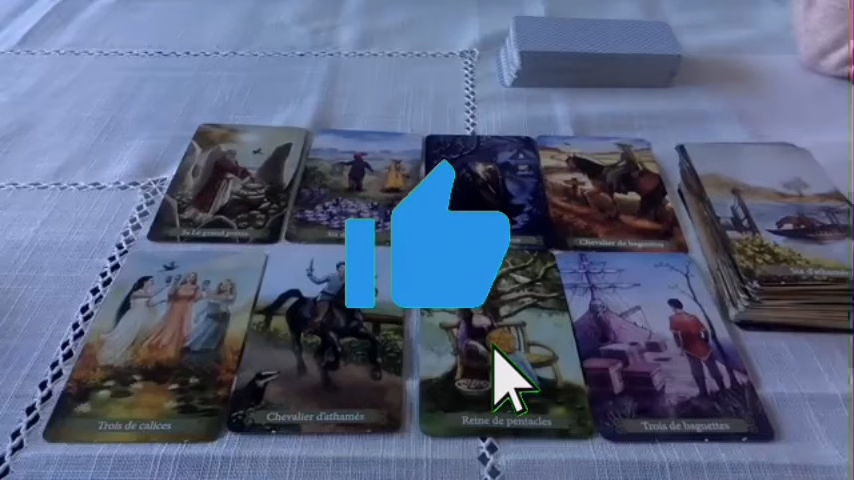 Le grand prêtre
Chevalier de baguettes
Trois de calices
Chevalier d'athamés
Reine de pentacles
Trois de baguettes